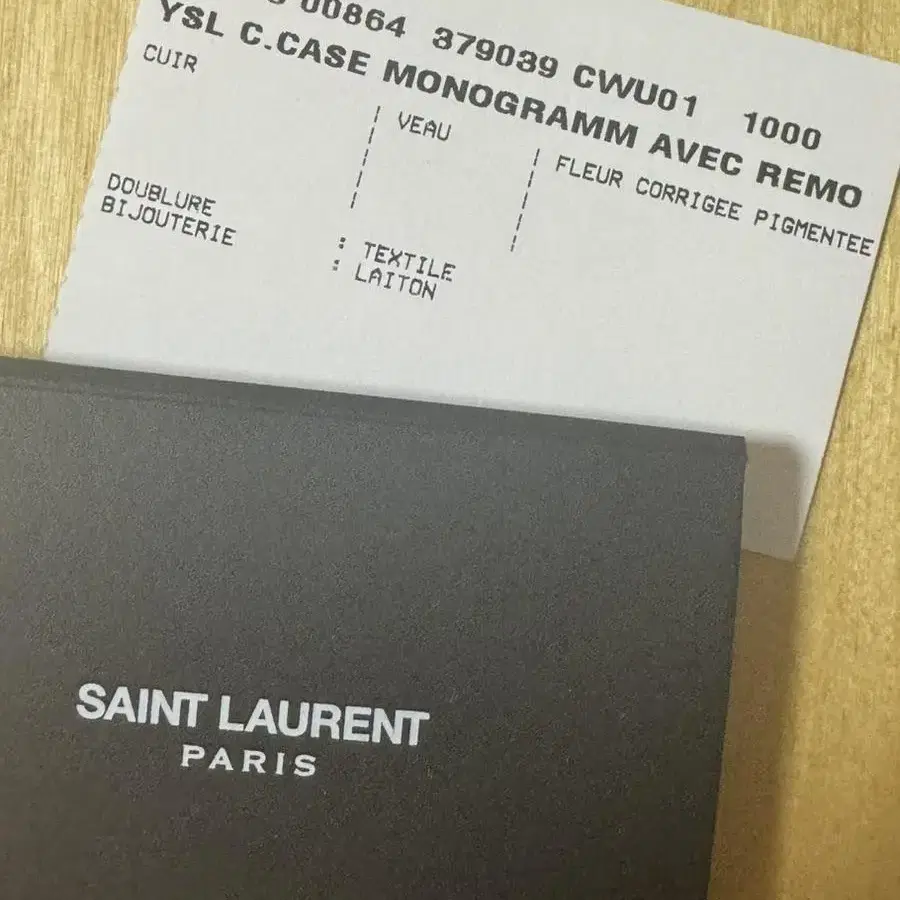 00864 379039 CWU01 1000
YSL C.CASE MONOGRAMM AVEC REMO
CUIR VEAU FLEUR CORRIGEE PIGMENTEE
DOUBLURE : TEXTILE
BIJOUTERIE : LAITON
SAINT LAURENT
PARIS